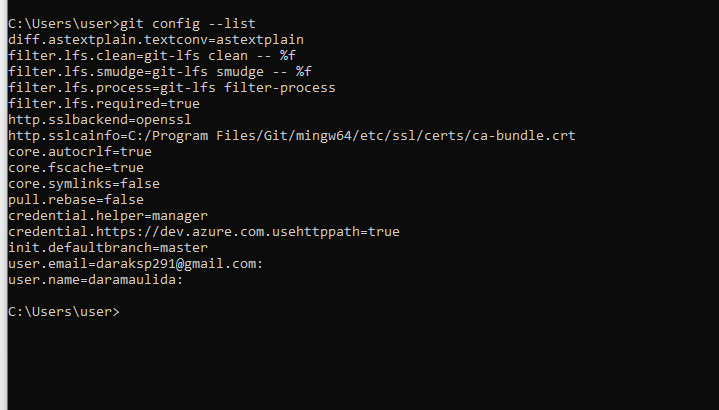 C:\Users\user>git config --list
diff.astextplain.textconv=astextplain
filter.lfs.clean=git-lfs clean -- %f
filter.lfs.smudge=git-lfs smudge -- %f
filter.lfs.process=git-lfs filter-process
filter.lfs.required=true
http.sslbackend=openssl
http.sslcainfo=C:/Program Files/Git/mingw64/etc/ssl/certs/ca-bundle.crt
core.autocrlf=true
core.fscache=true
core.symlinks=false
pull.rebase=false
credential.helper=manager
credential.https://dev.azure.com.usehttppath=true
init.defaultbranch=master
user.email=daraksp291@gmail.com:
user.name=daramaulida:
C:\Users\user>